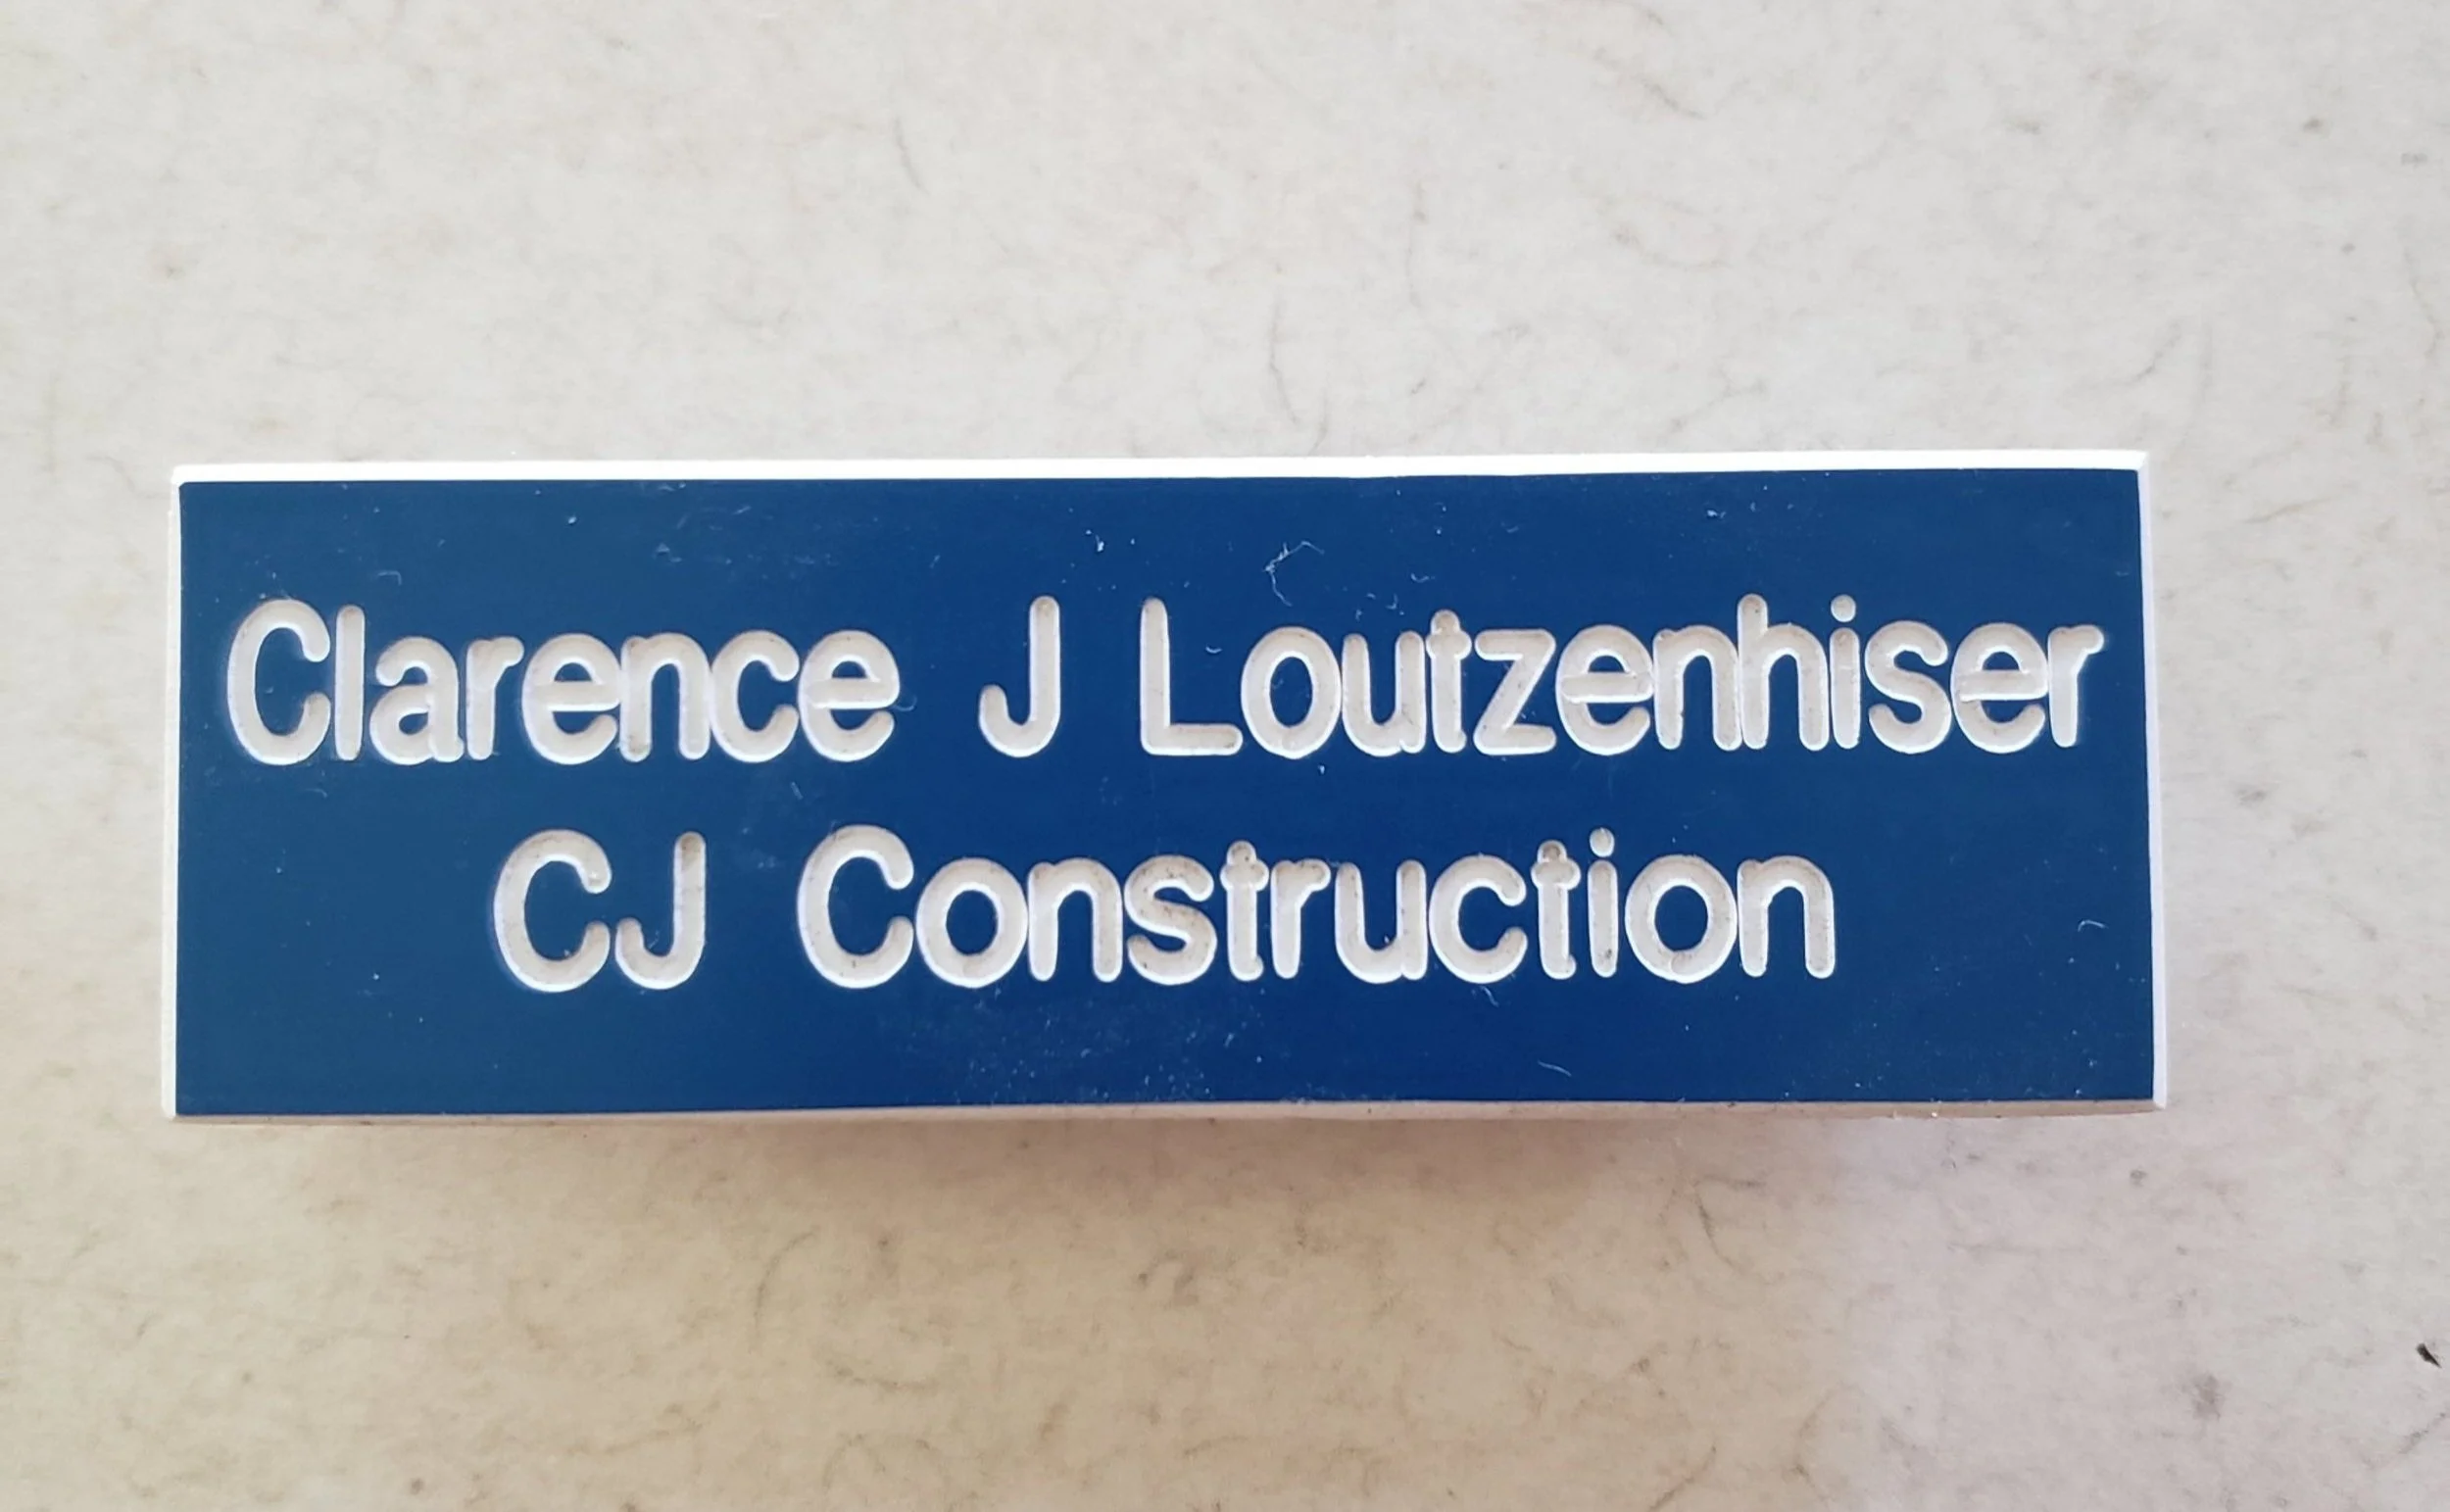 Clarence J Loutzenhiser
CJ Construction